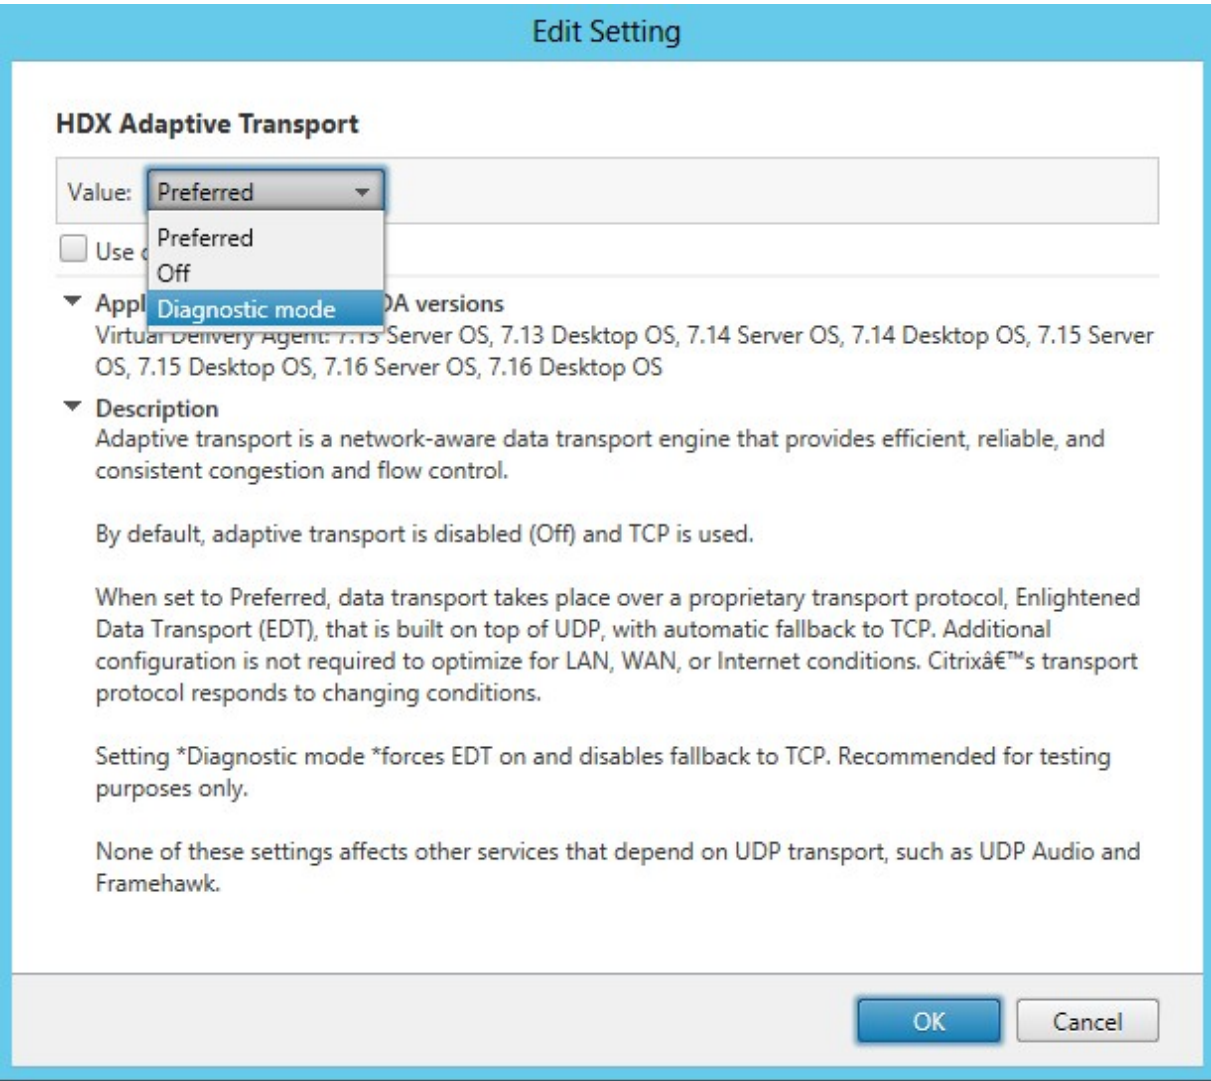 Edit Setting
HDX Adaptive Transport
Value: Preferred
Preferred
Use
Off
Appl
Diagnostic mode
DA versions
Virtual Delivery Agent: 7.13 Server OS, 7.13 Desktop OS, 7.14 Server OS, 7.14 Desktop OS, 7.15 Server
OS, 7.15 Desktop OS, 7.16 Server OS, 7.16 Desktop OS
Description
Adaptive transport is a network-aware data transport engine that provides efficient, reliable, and
consistent congestion and flow control.
By default, adaptive transport is disabled (Off) and TCP is used.
When set to Preferred, data transport takes place over a proprietary transport protocol, Enlightened
Data Transport (EDT), that is built on top of UDP, with automatic fallback to TCP. Additional
configuration is not required to optimize for LAN, WAN, or Internet conditions. Citrixâ€™s transport
protocol responds to changing conditions.
Setting *Diagnostic mode *forces EDT on and disables fallback to TCP. Recommended for testing
purposes only.
None of these settings affects other services that depend on UDP transport, such as UDP Audio and
Framehawk.
OK
Cancel